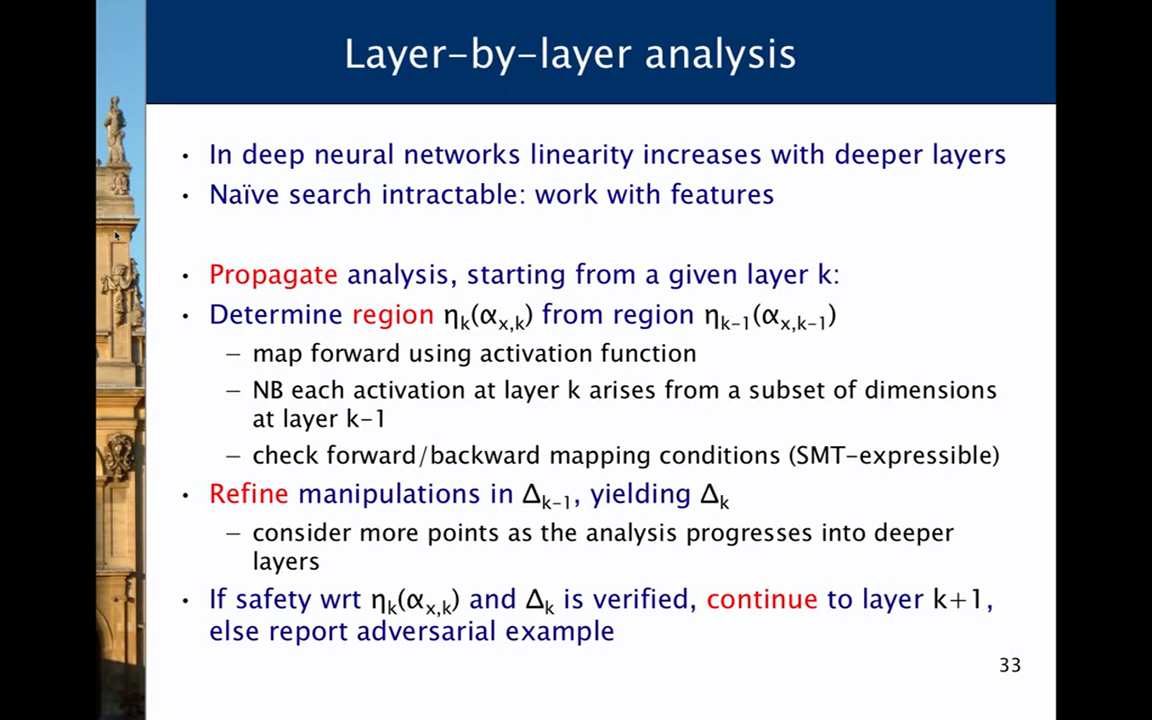 Layer-by-layer analysis
• In deep neural networks linearity increases with deeper layers
• Naïve search intractable: work with features
• Propagate analysis, starting from a given layer k:
• Determine region ηk(αx,k) from region ηk-1(αx,k-1)
– map forward using activation function
– NB each activation at layer k arises from a subset of dimensions
at layer k-1
– check forward/backward mapping conditions (SMT-expressible)
• Refine manipulations in Δk-1, yielding Δk
– consider more points as the analysis progresses into deeper
layers
• If safety wrt ηk(αx,k) and Δk is verified, continue to layer k+1,
else report adversarial example
33